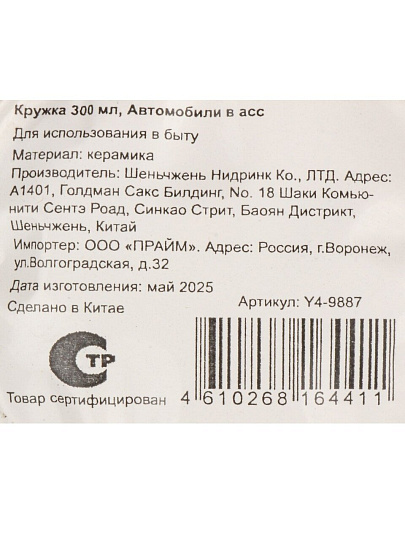 Кружка 300 мл, Автомобили в асс
Для использования в быту
Материал: керамика
Производитель: Шеньчжень Нидринк Ко., ЛТД. Адрес:
А1401, Голдман Сакс Билдинг, No. 18 Шаки Комью-
нити Сентэ Роад, Синкао Стрит, Баоян Дистрикт,
Шеньчжень, Китай
Импортер: ООО «ПРАЙМ». Адрес: Россия, г.Воронеж,
ул.Волгоградская, д.32
Дата изготовления: май 2025
Артикул: Y4-9887
Сделано в Китае
СТР
Товар сертифицирован
4 610268 164411